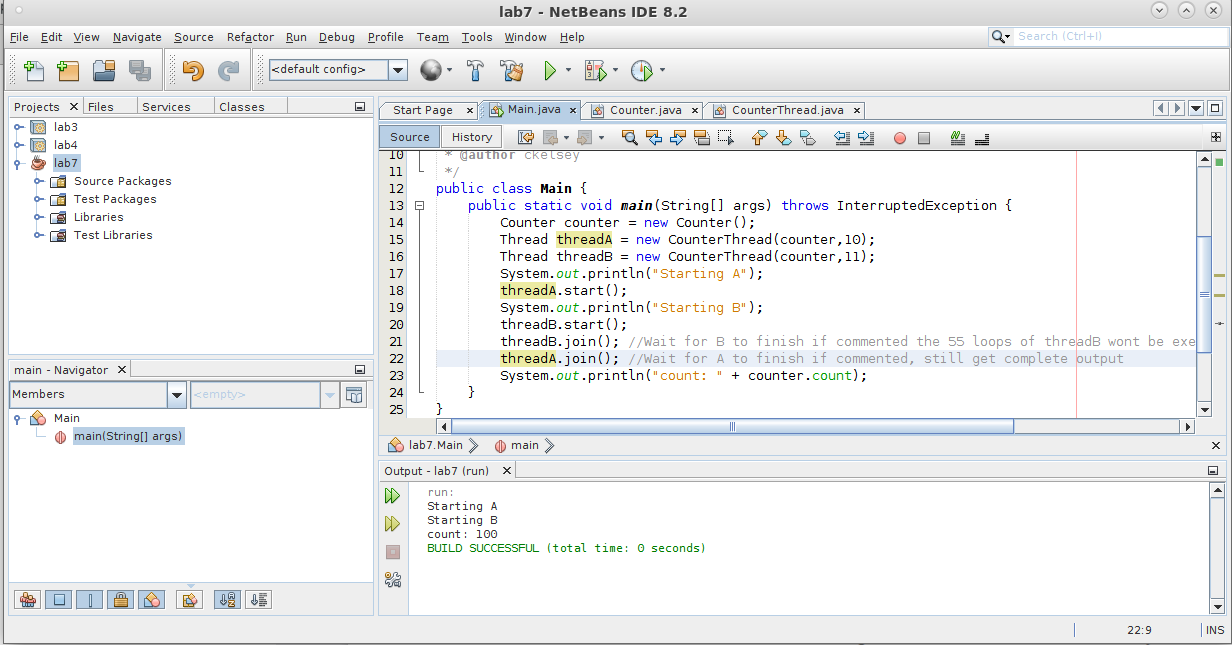 lab7 - NetBeans IDE 8.2
File Edit View Navigate Source Refactor Run Debug Profile Team Tools Window Help
Search (Ctrl+I)
<default config>
Projects Files Services Classes
lab3
lab4
lab7
Source Packages
Test Packages
Libraries
Test Libraries
main - Navigator
Members <empty>
Main
main(String[] args)
Start Page Main.java Counter.java CounterThread.java
Source History
10 * @author ckelsey
11 */
12 public class Main {
13 public static void main(String[] args) throws InterruptedException {
14 Counter counter = new Counter();
15 Thread threadA = new CounterThread(counter,10);
16 Thread threadB = new CounterThread(counter,11);
17 System.out.println("Starting A");
18 threadA.start();
19 System.out.println("Starting B");
20 threadB.start();
21 threadB.join(); //Wait for B to finish if commented the 55 loops of threadB wont be exe
22 threadA.join(); //Wait for A to finish if commented, still get complete output
23 System.out.println("count: " + counter.count);
24 }
25 }
lab7.Main main
Output - lab7 (run)
run:
Starting A
Starting B
count: 100
BUILD SUCCESSFUL (total time: 0 seconds)
22:9 INS